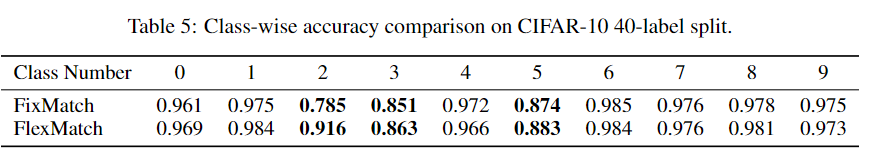 Table 5: Class-wise accuracy comparison on CIFAR-10 40-label split.
Class Number 0 1 2 3 4 5 6 7 8 9
FixMatch 0.961 0.975 0.785 0.851 0.972 0.874 0.985 0.976 0.978 0.975
FlexMatch 0.969 0.984 0.916 0.863 0.966 0.883 0.984 0.976 0.981 0.973